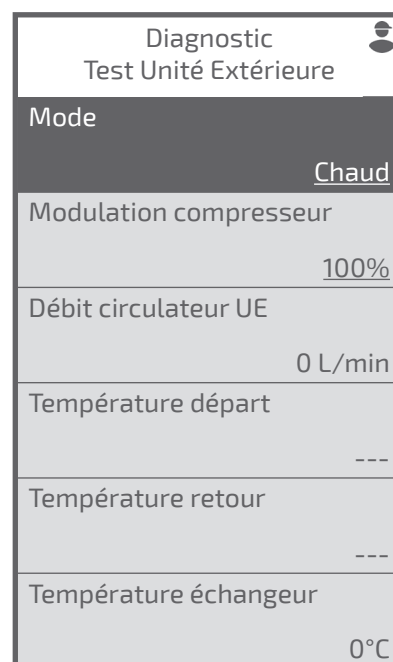 Diagnostic
Test Unité Extérieure
Mode
Chaud
Modulation compresseur
100%
Débit circulateur UE
0 L/min
Température départ
---
Température retour
---
Température échangeur
0°C